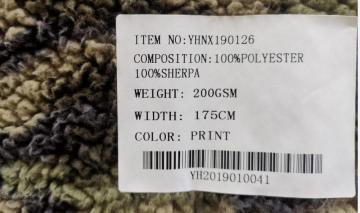 ITEM NO:YHNX190126
COMPOSITION:100%POLYESTER
100%SHERPA
WEIGHT: 200GSM
WIDTH: 175CM
COLOR: PRINT
YH2019010041